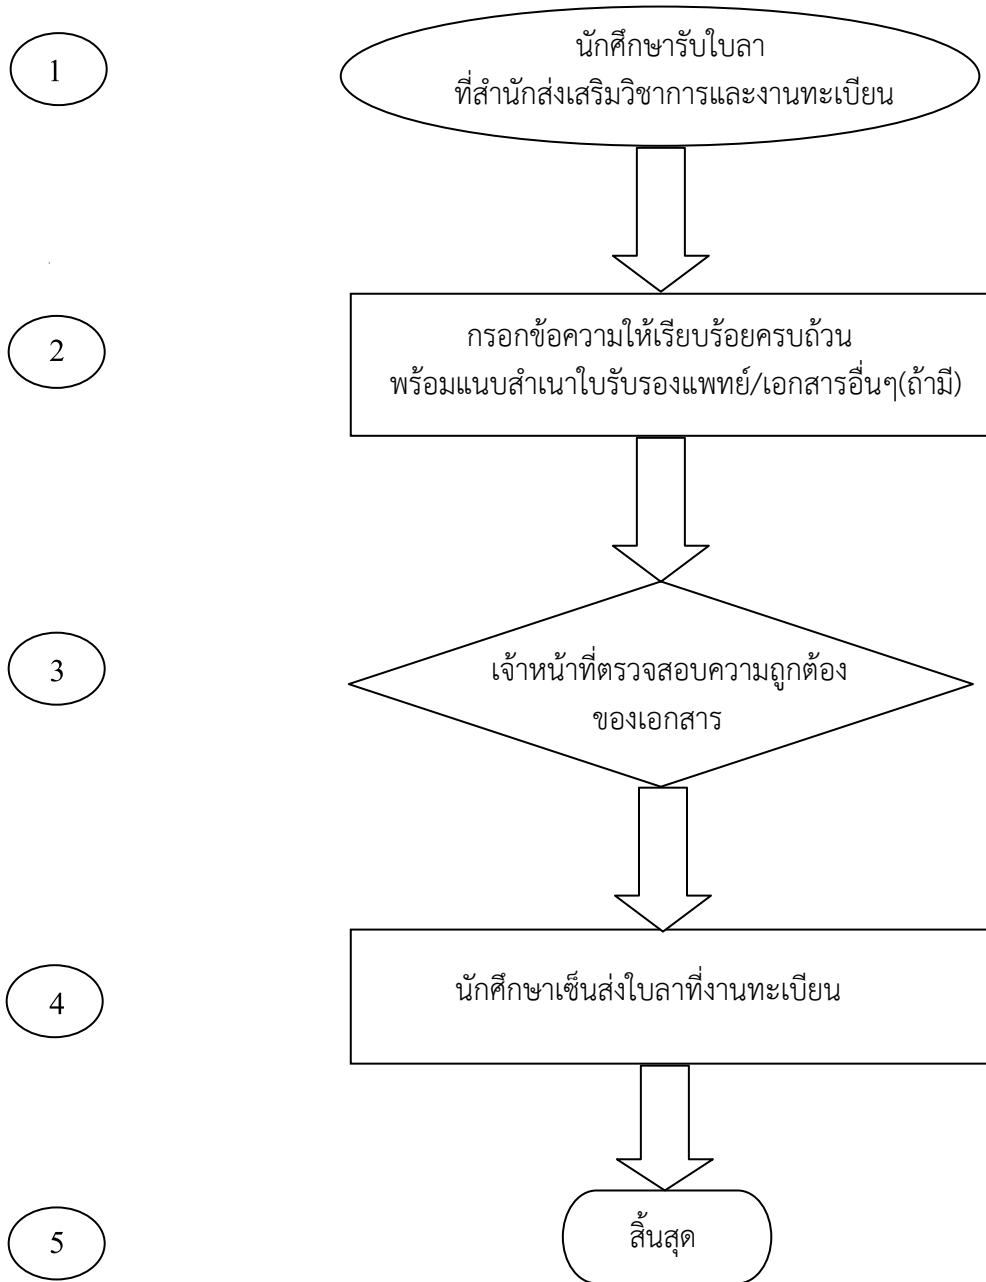 1
นักศึกษารับใบลา
ที่สำนักส่งเสริมวิชาการและงานทะเบียน
2
กรอกข้อความให้เรียบร้อยครบถ้วน
พร้อมแนบสำเนาใบรับรองแพทย์/เอกสารอื่นๆ(ถ้ามี)
3
เจ้าหน้าที่ตรวจสอบความถูกต้อง
ของเอกสาร
4
นักศึกษาเซ็นส่งใบลาที่งานทะเบียน
5
สิ้นสุด